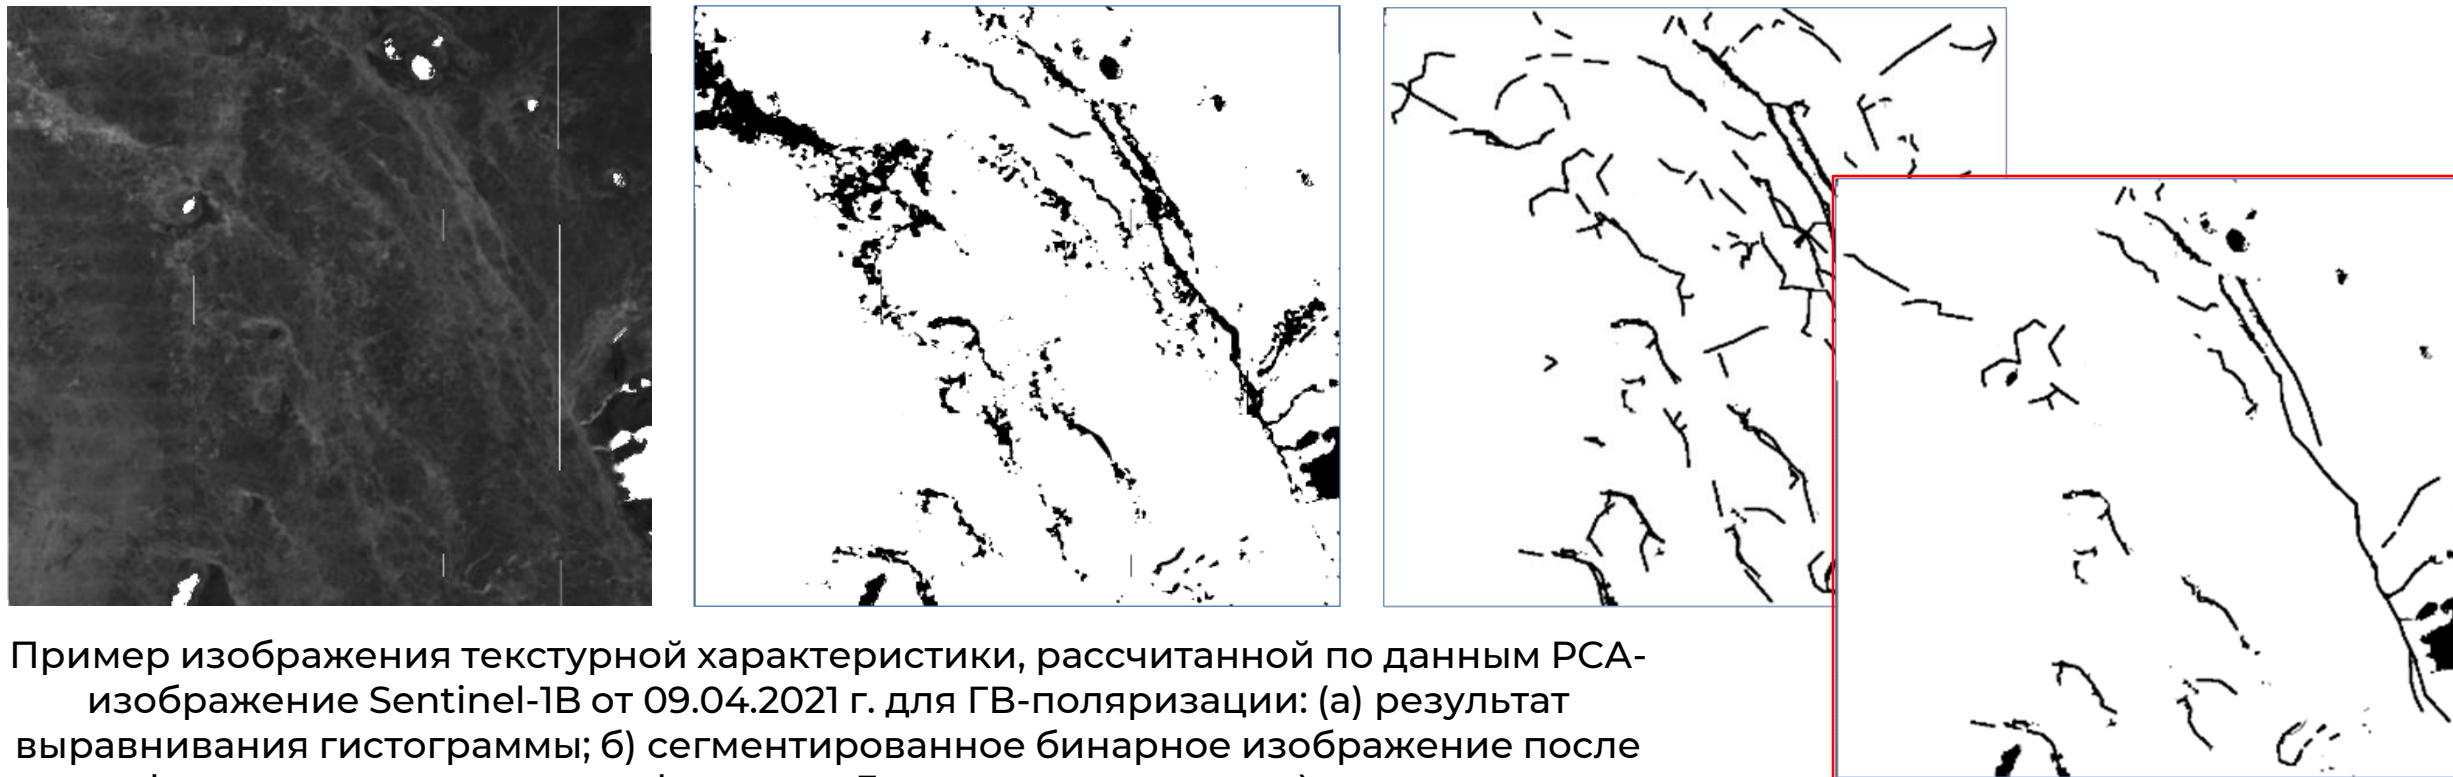 Пример изображения текстурной характеристики, рассчитанной по данным РСА-
изображение Sentinel-1B от 09.04.2021 г. для ГВ-поляризации: (а) результат
выравнивания гистограммы; б) сегментированное бинарное изображение после